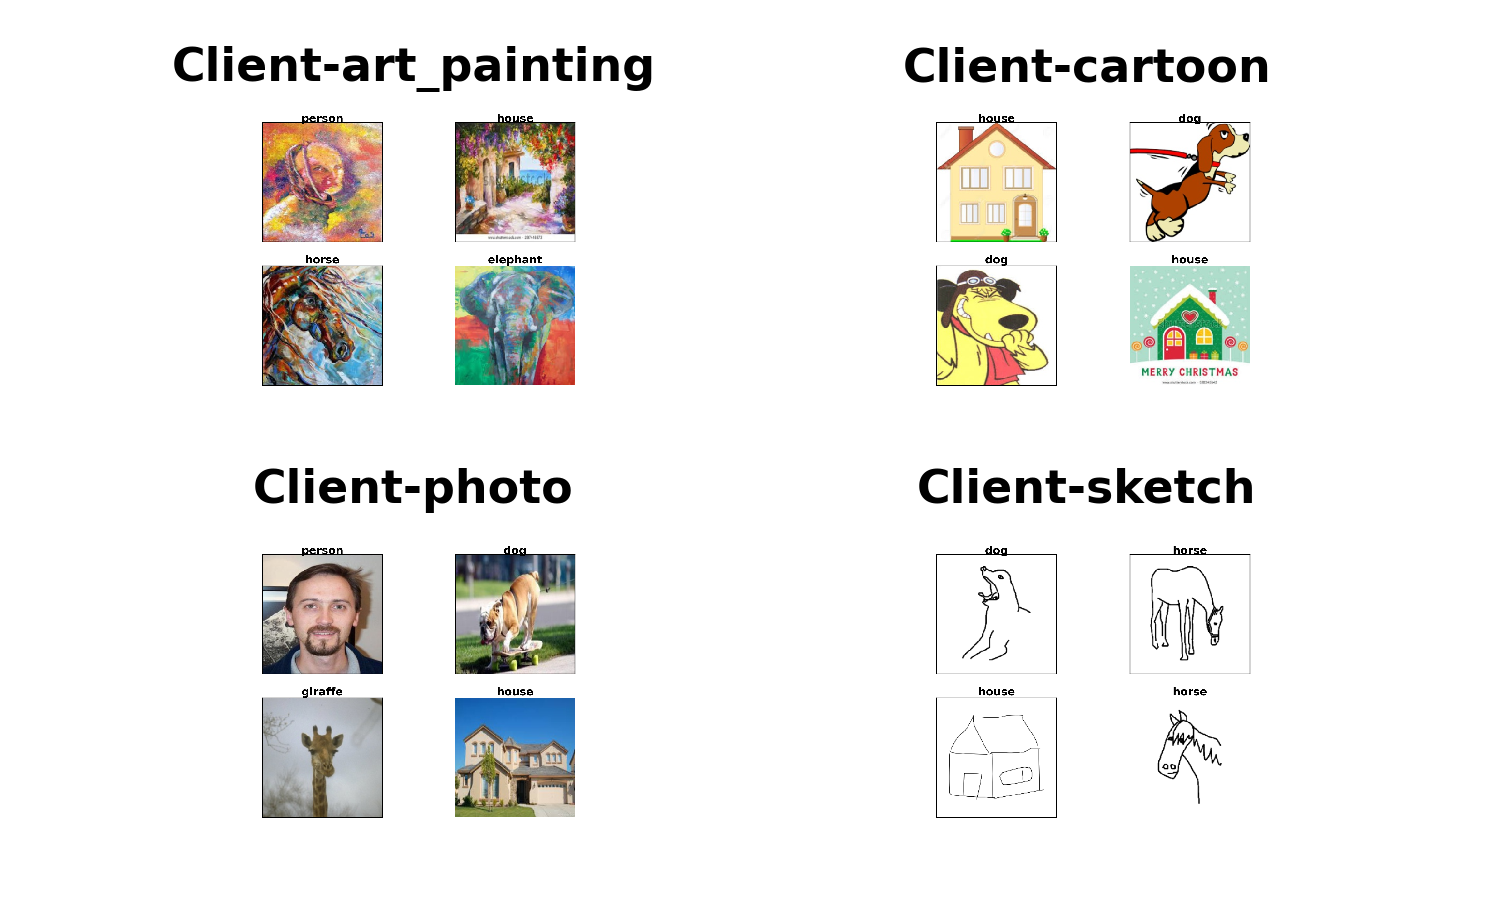 Client-art_painting
person
house
horse
elephant
Client-cartoon
house
dog
dog
house
MERRY CHRISTMAS
Client-photo
person
dog
giraffe
house
Client-sketch
dog
horse
house
horse